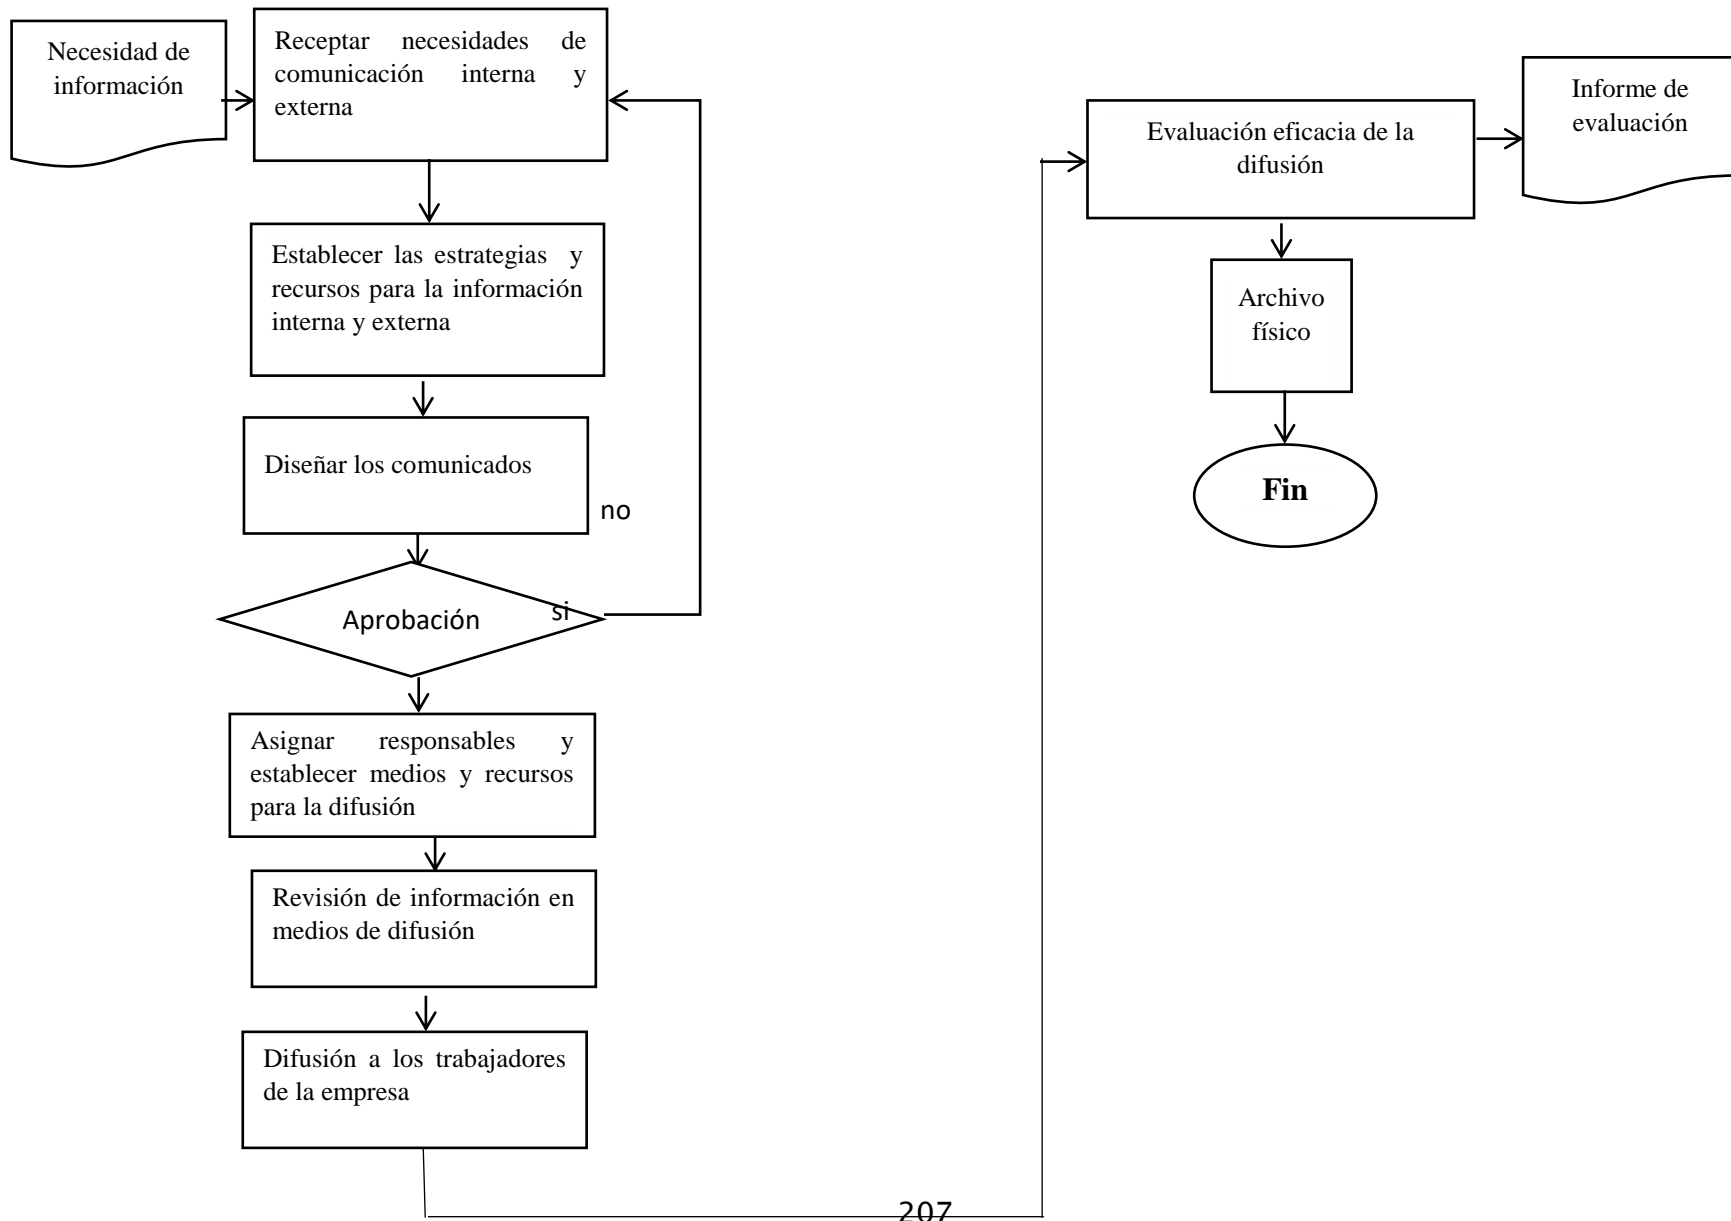 Necesidad de
información
Receptar necesidades de
comunicación interna y
externa
Establecer las estrategias y
recursos para la información
interna y externa
Diseñar los comunicados
no
Aprobación
si
Asignar responsables y
establecer medios y recursos
para la difusión
Revisión de información en
medios de difusión
Difusión a los trabajadores
de la empresa
Evaluación eficacia de la
difusión
Informe de
evaluación
Archivo
físico
Fin
207